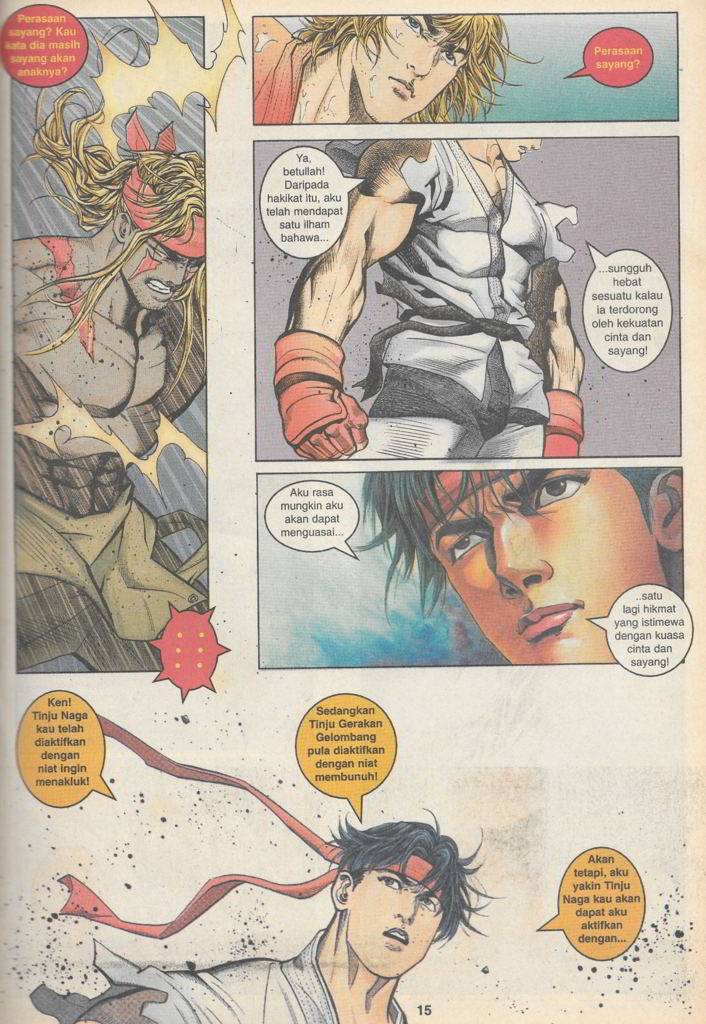 Perasaan
sayang? Kau
kata dia masih
sayang akan
anaknya?
Perasaan
sayang?
Ya,
betullah!
Daripada
hakikat itu, aku
telah mendapat
satu ilham
bahawa...
...sungguh
hebat
sesuatu kalau
ia terdorong
oleh kekuatan
cinta dan
sayang!
Aku rasa
mungkin aku
akan dapat
menguasai...
..satu
lagi hikmat
yang istimewa
dengan kuasa
cinta dan
sayang!
Ken!
Tinju Naga
kau telah
diaktifkan
dengan
niat ingin
menakluk!
Sedangkan
Tinju Gerakan
Gelombang
pula diaktifkan
dengan niat
membunuh!
Akan
tetapi, aku
yakin Tinju
Naga kau akan
dapat aku
aktifkan
dengan...
15